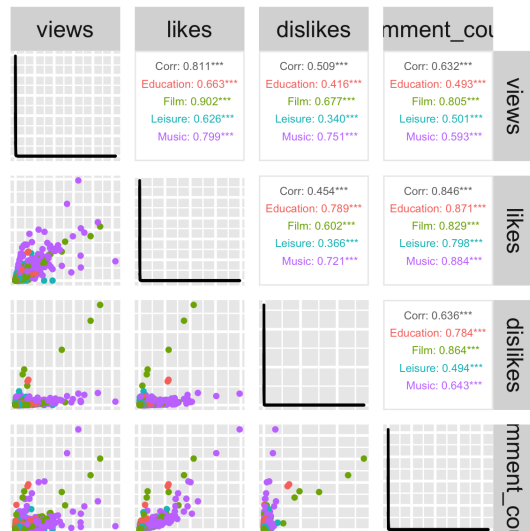 views
likes
dislikes
mment_cou
Corr: 0.811***
Education: 0.663***
Film: 0.902***
Leisure: 0.626***
Music: 0.799***
Corr: 0.509***
Education: 0.416***
Film: 0.677***
Leisure: 0.340***
Music: 0.751***
Corr: 0.632***
Education: 0.493***
Film: 0.805***
Leisure: 0.501***
Music: 0.593***
views
Corr: 0.454***
Education: 0.789***
Film: 0.602***
Leisure: 0.366***
Music: 0.721***
Corr: 0.846***
Education: 0.871***
Film: 0.829***
Leisure: 0.798***
Music: 0.884***
likes
Corr: 0.636***
Education: 0.784***
Film: 0.864***
Leisure: 0.494***
Music: 0.643***
dislikes
mment_co